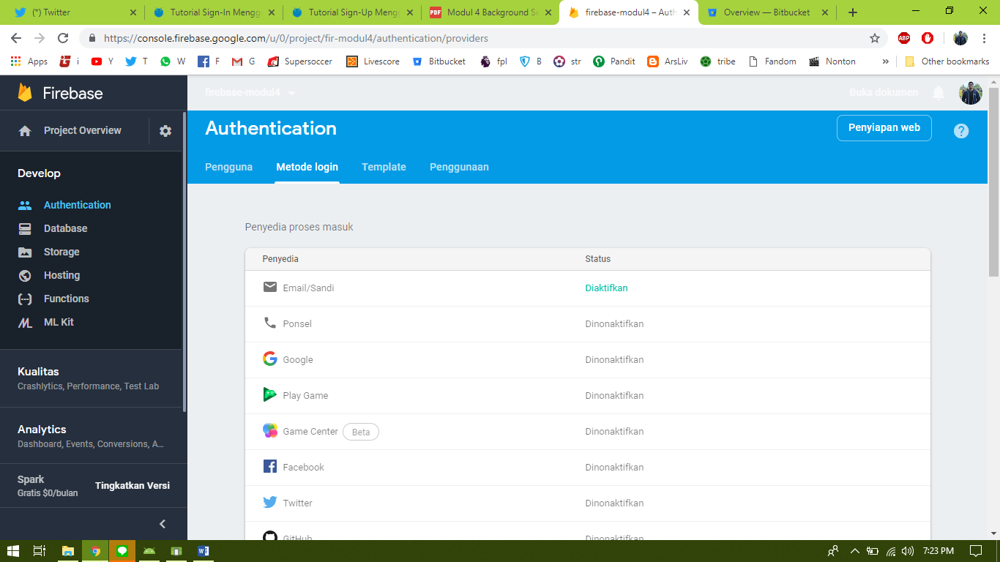 (*) Twitter
Tutorial Sign-In Mengg
Tutorial Sign-Up Mengg
PDF Modul 4 Background Se
firebase-modul4 – Auth
Overview — Bitbucket
https://console.firebase.google.com/u/0/project/fir-modul4/authentication/providers
ABP
Apps i Y T W F G Supersoccer Livescore Bitbucket fpl B str Pandit ArsLiv tribe Fandom Nonton » Other bookmarks
Firebase
firebase-modul4
Buka dokumen
Project Overview
Authentication
Penyiapan web
Pengguna Metode login Template Penggunaan
Develop
Authentication
Database
Storage
Hosting
Functions
ML Kit
Kualitas
Crashlytics, Performance, Test Lab
Analytics
Dashboard, Events, Conversions, A...
Spark
Gratis $0/bulan
Tingkatkan Versi
Penyedia proses masuk
Penyedia Status
Email/Sandi Diaktifkan
Ponsel Dinonaktifkan
Google Dinonaktifkan
Play Game Dinonaktifkan
Game Center Beta Dinonaktifkan
Facebook Dinonaktifkan
Twitter Dinonaktifkan
GitHub Dinonaktifkan
7:23 PM